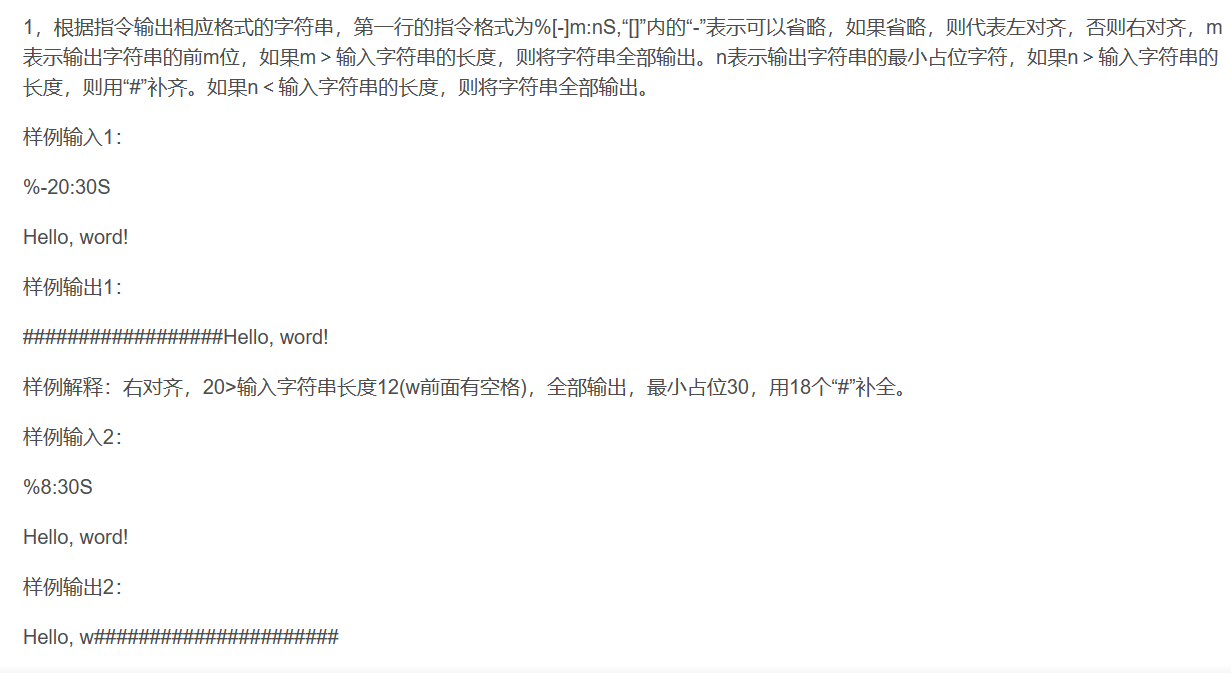 1，根据指令输出相应格式的字符串，第一行的指令格式为%[-]m:nS,“[]”内的“-”表示可以省略，如果省略，则代表左对齐，否则右对齐，m
表示输出字符串的前m位，如果m＞输入字符串的长度，则将字符串全部输出。n表示输出字符串的最小占位字符，如果n＞输入字符串的
长度，则用“#”补齐。如果n＜输入字符串的长度，则将字符串全部输出。
样例输入1：
%-20:30S
Hello, word!
样例输出1：
##################Hello, word!
样例解释：右对齐，20>输入字符串长度12(w前面有空格)，全部输出，最小占位30，用18个“#”补全。
样例输入2：
%8:30S
Hello, word!
样例输出2：
Hello, w######################